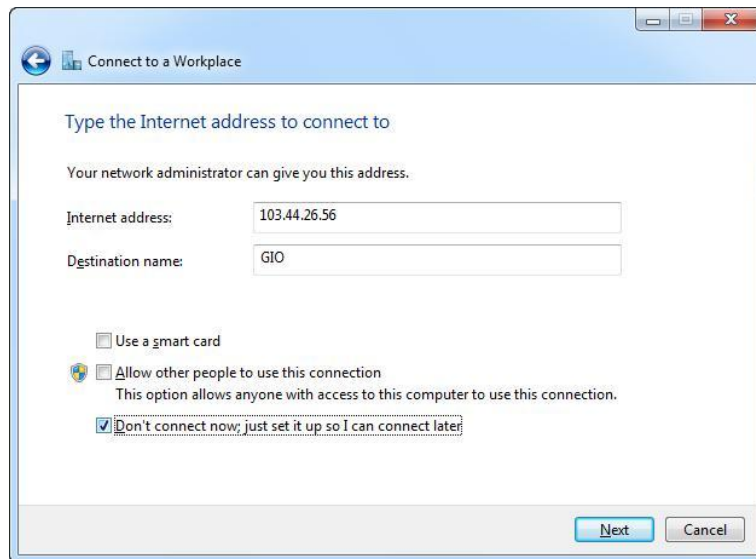 Connect to a Workplace
Type the Internet address to connect to
Your network administrator can give you this address.
Internet address: 103.44.26.56
Destination name: GIO
Use a smart card
Allow other people to use this connection
This option allows anyone with access to this computer to use this connection.
Don't connect now; just set it up so I can connect later
Next Cancel